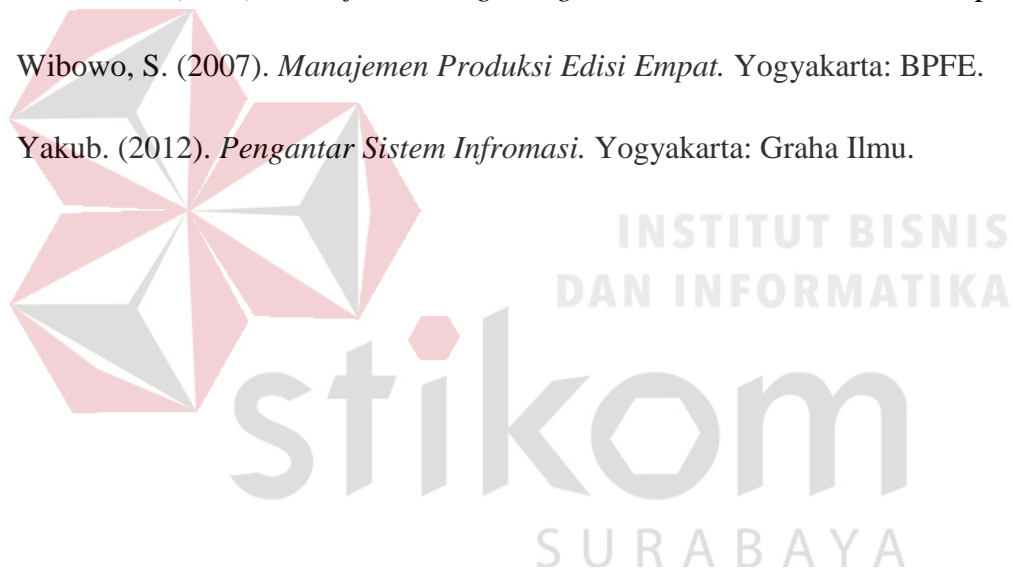 Wibowo, S. (2007). Manajemen Produksi Edisi Empat. Yogyakarta: BPFE.
Yakub. (2012). Pengantar Sistem Infromasi. Yogyakarta: Graha Ilmu.
INSTITUT BISNIS
DAN INFORMATIKA
stikom
SURABAYA